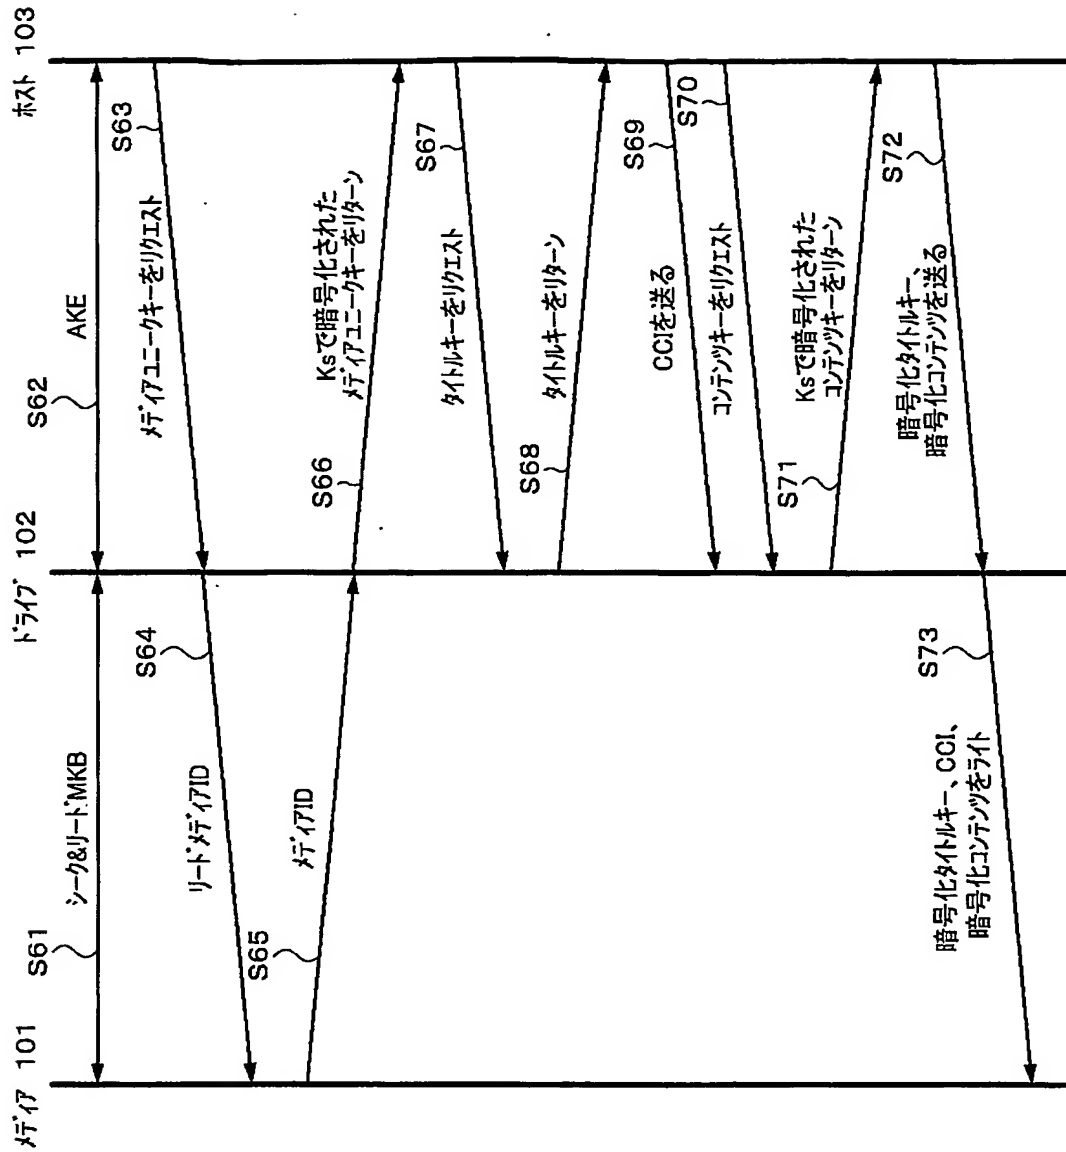 メディア 101
ドライブ 102
ホスト 103
S61
シーク&リードMKB
S62
AKE
S63
メディアユニークキーをリクエスト
S64
リードメディアID
S65
メディアID
S66
Ksで暗号化された
メディアユニークキーをリターン
S67
タイトルキーをリクエスト
S68
タイトルキーをリターン
S69
CCIを送る
S70
コンテンツキーをリクエスト
S71
Ksで暗号化された
コンテンツキーをリターン
S72
暗号化タイトルキー、
暗号化コンテンツを送る
S73
暗号化タイトルキー、CCI、
暗号化コンテンツをライト